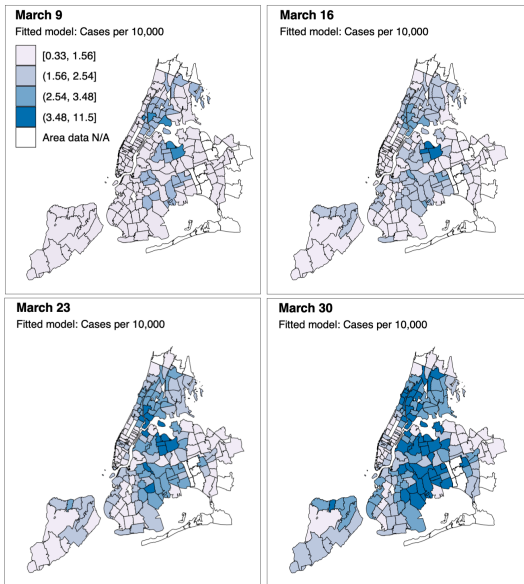 March 9
Fitted model: Cases per 10,000
[0.33, 1.56]
(1.56, 2.54]
(2.54, 3.48]
(3.48, 11.5]
Area data N/A
March 16
Fitted model: Cases per 10,000
March 23
Fitted model: Cases per 10,000
March 30
Fitted model: Cases per 10,000